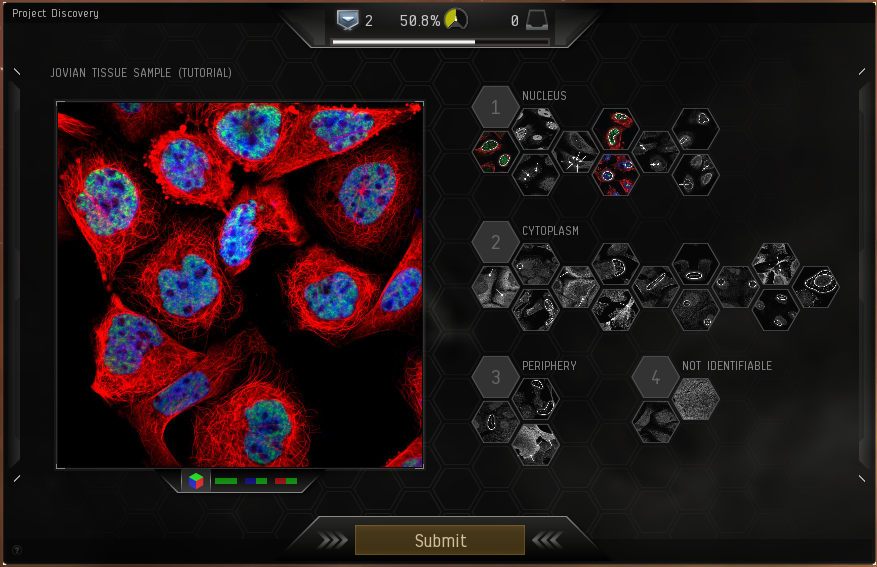 Project Discovery
2 50.8% 0
JOVIAN TISSUE SAMPLE (TUTORIAL)
1 NUCLEUS
2 CYTOPLASM
3 PERIPHERY
4 NOT IDENTIFIABLE
Submit
?